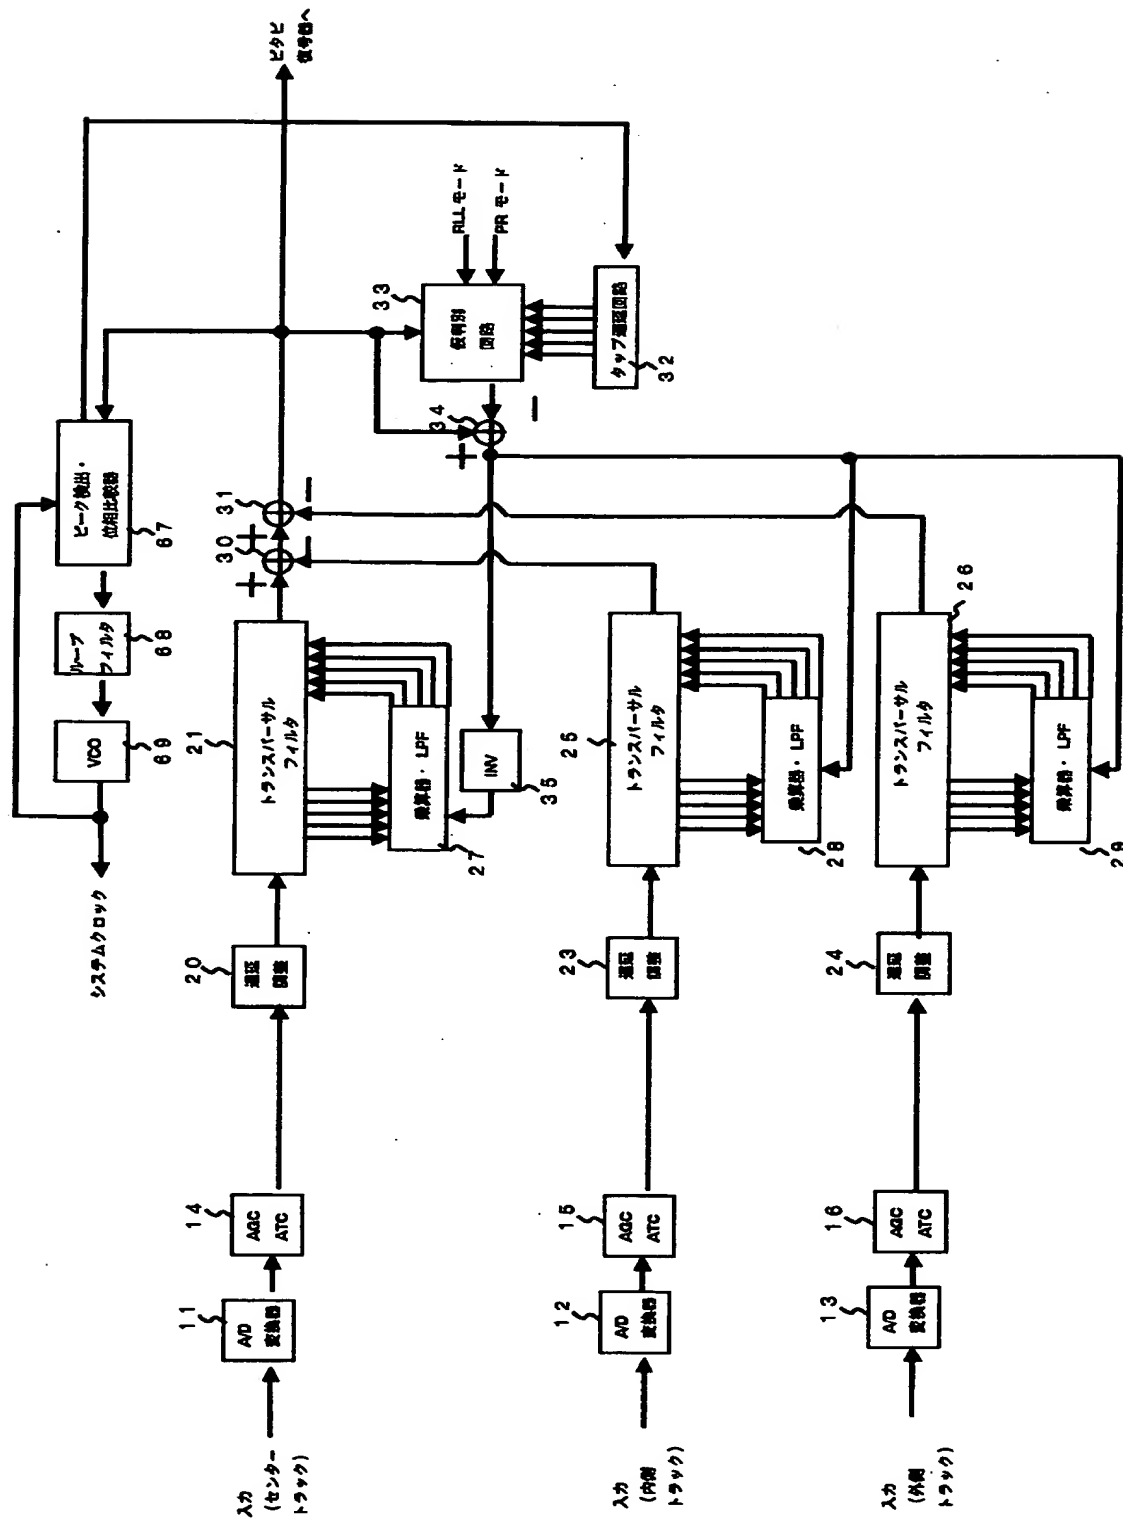 システムクロック
VCO
69
ループ
フィルタ
68
ピーク検出・
位相比較器
67
入力
(センター
トラック)
A/D
変換器
11
AGC
ATC
14
遅延
調整
20
トランスバーサル
フィルタ
21
乗算器・LPF
27
INV
35
+
30
−
+
31
−
ビタビ
復号器へ
+
34
−
仮判別
回路
33
RLLモード
PRモード
タップ遅延回路
32
入力
(内側
トラック)
A/D
変換器
12
AGC
ATC
15
遅延
調整
23
トランスバーサル
フィルタ
25
乗算器・LPF
28
入力
(外側
トラック)
A/D
変換器
13
AGC
ATC
16
遅延
調整
24
トランスバーサル
フィルタ
26
乗算器・LPF
29